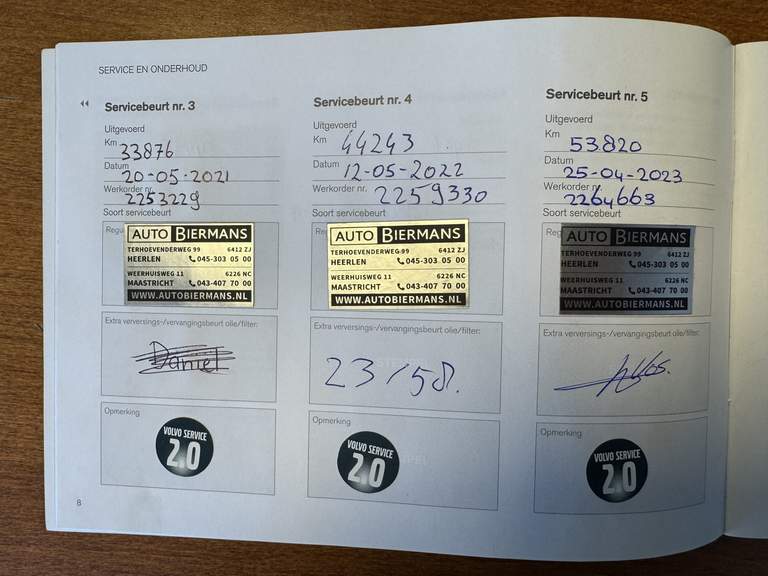 SERVICE EN ONDERHOUD
Servicebeurt nr. 3
Uitgevoerd
Km 33876
Datum 20-05-2021
Werkorder nr. 2253229
Soort servicebeurt
AUTO BIERMANS
TERHOEVENDERWEG 99 6412 ZJ
HEERLEN 045-303 05 00
WEERHUISWEG 11 6226 NC
MAASTRICHT 043-407 70 00
WWW.AUTOBIERMANS.NL
Extra verversings-/vervangingsbeurt olie/filter:
Daniel
Opmerking
VOLVO SERVICE
2.0
Servicebeurt nr. 4
Uitgevoerd
Km 44243
Datum 12-05-2022
Werkorder nr. 2259330
Soort servicebeurt
AUTO BIERMANS
TERHOEVENDERWEG 99 6412 ZJ
HEERLEN 045-303 05 00
WEERHUISWEG 11 6226 NC
MAASTRICHT 043-407 70 00
WWW.AUTOBIERMANS.NL
Extra verversings-/vervangingsbeurt olie/filter:
23/58.
Opmerking
VOLVO SERVICE
2.0
Servicebeurt nr. 5
Uitgevoerd
Km 53820
Datum 25-04-2023
Werkorder nr. 2264663
Soort servicebeurt
AUTO BIERMANS
TERHOEVENDERWEG 99 6412 ZJ
HEERLEN 045-303 05 00
WEERHUISWEG 11 6226 NC
MAASTRICHT 043-407 70 00
WWW.AUTOBIERMANS.NL
Extra verversings-/vervangingsbeurt olie/filter:
Opmerking
VOLVO SERVICE
2.0
8